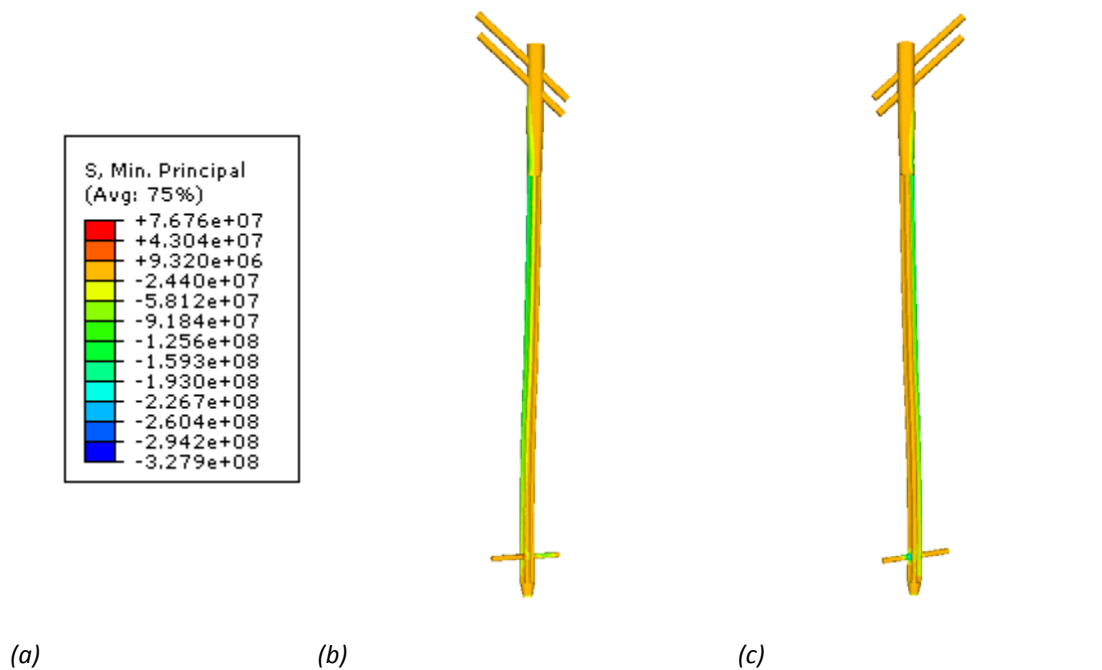 S, Min. Principal
(Avg: 75%)
+7.676e+07
+4.304e+07
+9.320e+06
-2.440e+07
-5.812e+07
-9.184e+07
-1.256e+08
-1.593e+08
-1.930e+08
-2.267e+08
-2.604e+08
-2.942e+08
-3.279e+08
(a) (b) (c)